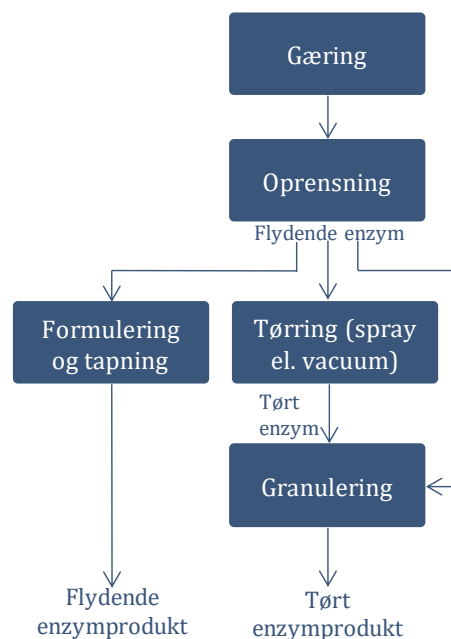 Gæring
Oprensning
Flydende enzym
Formulering
og tapning
Tørring (spray
el. vacuum)
Tørt
enzym
Granulering
Flydende
enzymprodukt
Tørt
enzymprodukt